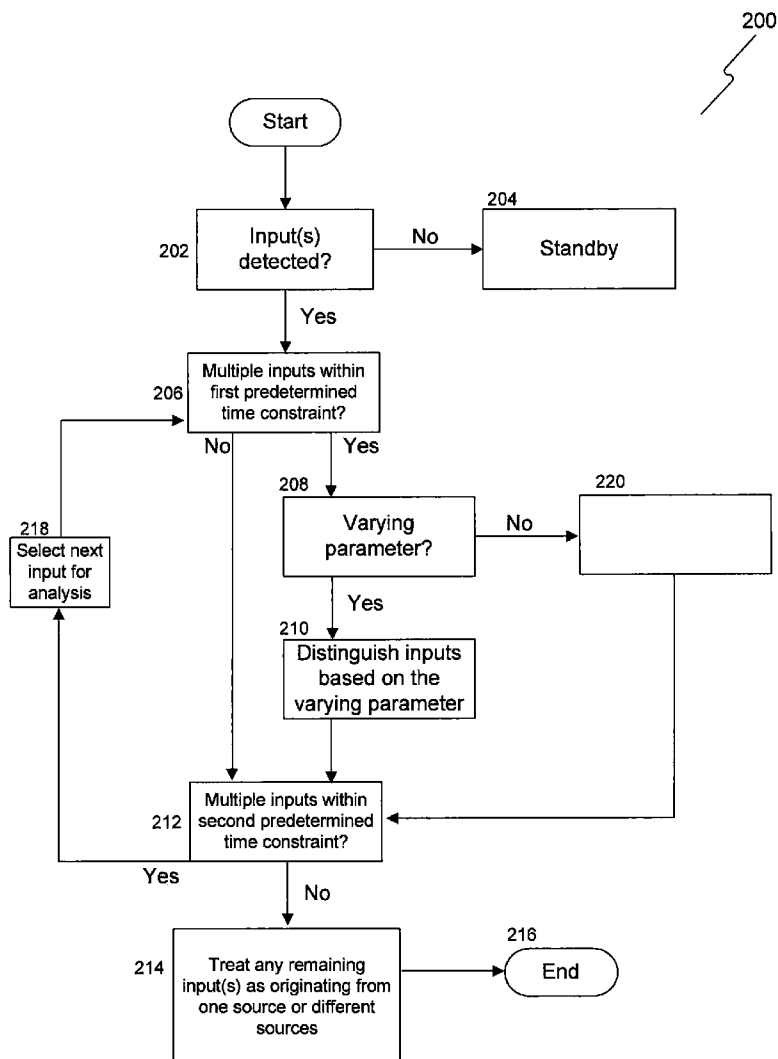 200
Start
202
Input(s)
detected?
No
204
Standby
Yes
206
Multiple inputs within
first predetermined
time constraint?
No
Yes
208
Varying
parameter?
No
220
218
Select next
input for
analysis
Yes
210
Distinguish inputs
based on the
varying parameter
212
Multiple inputs within
second predetermined
time constraint?
Yes
No
214
Treat any remaining
input(s) as originating from
one source or different
sources
216
End